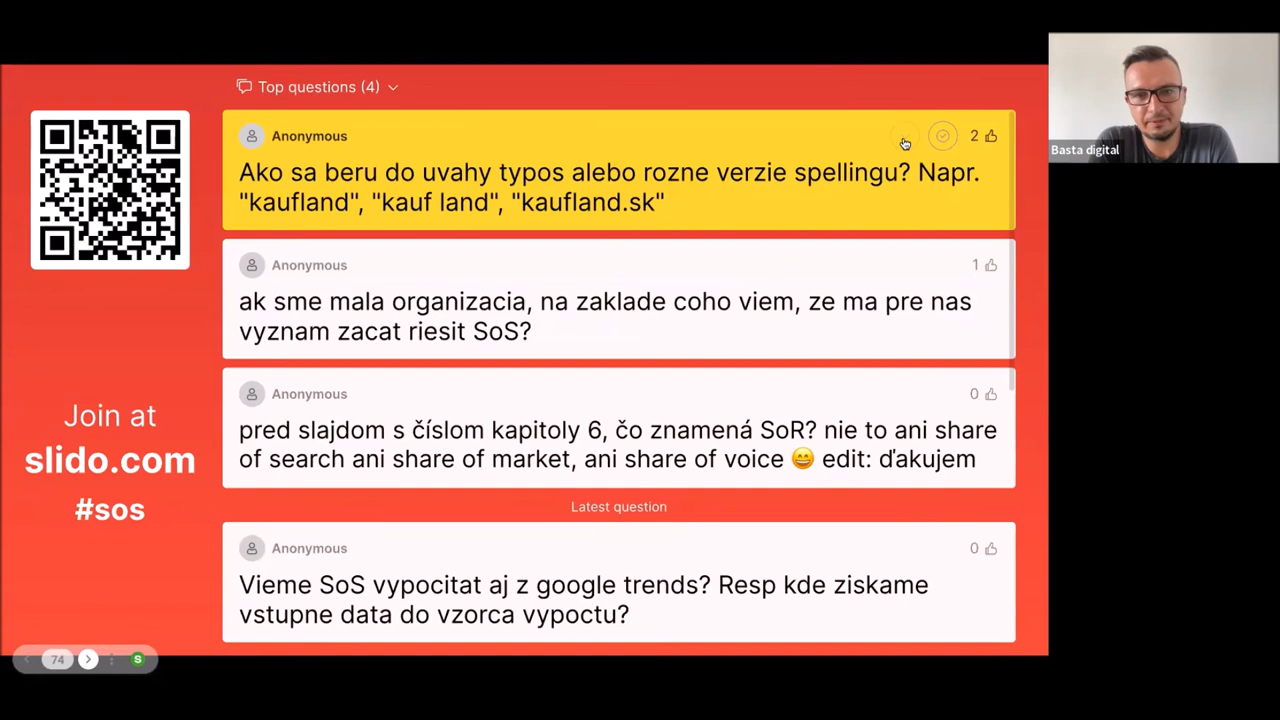 Top questions (4)
Anonymous
2
Ako sa beru do uvahy typos alebo rozne verzie spellingu? Napr.
"kaufland", "kauf land", "kaufland.sk"
Anonymous
1
ak sme mala organizacia, na zaklade coho viem, ze ma pre nas
vyznam zacat riesit SoS?
Anonymous
0
pred slajdom s číslom kapitoly 6, čo znamená SoR? nie to ani share
of search ani share of market, ani share of voice 😄 edit: ďakujem
Latest question
Anonymous
0
Vieme SoS vypocitat aj z google trends? Resp kde ziskame
vstupne data do vzorca vypoctu?
Join at
slido.com
#sos
74
S
Basta digital